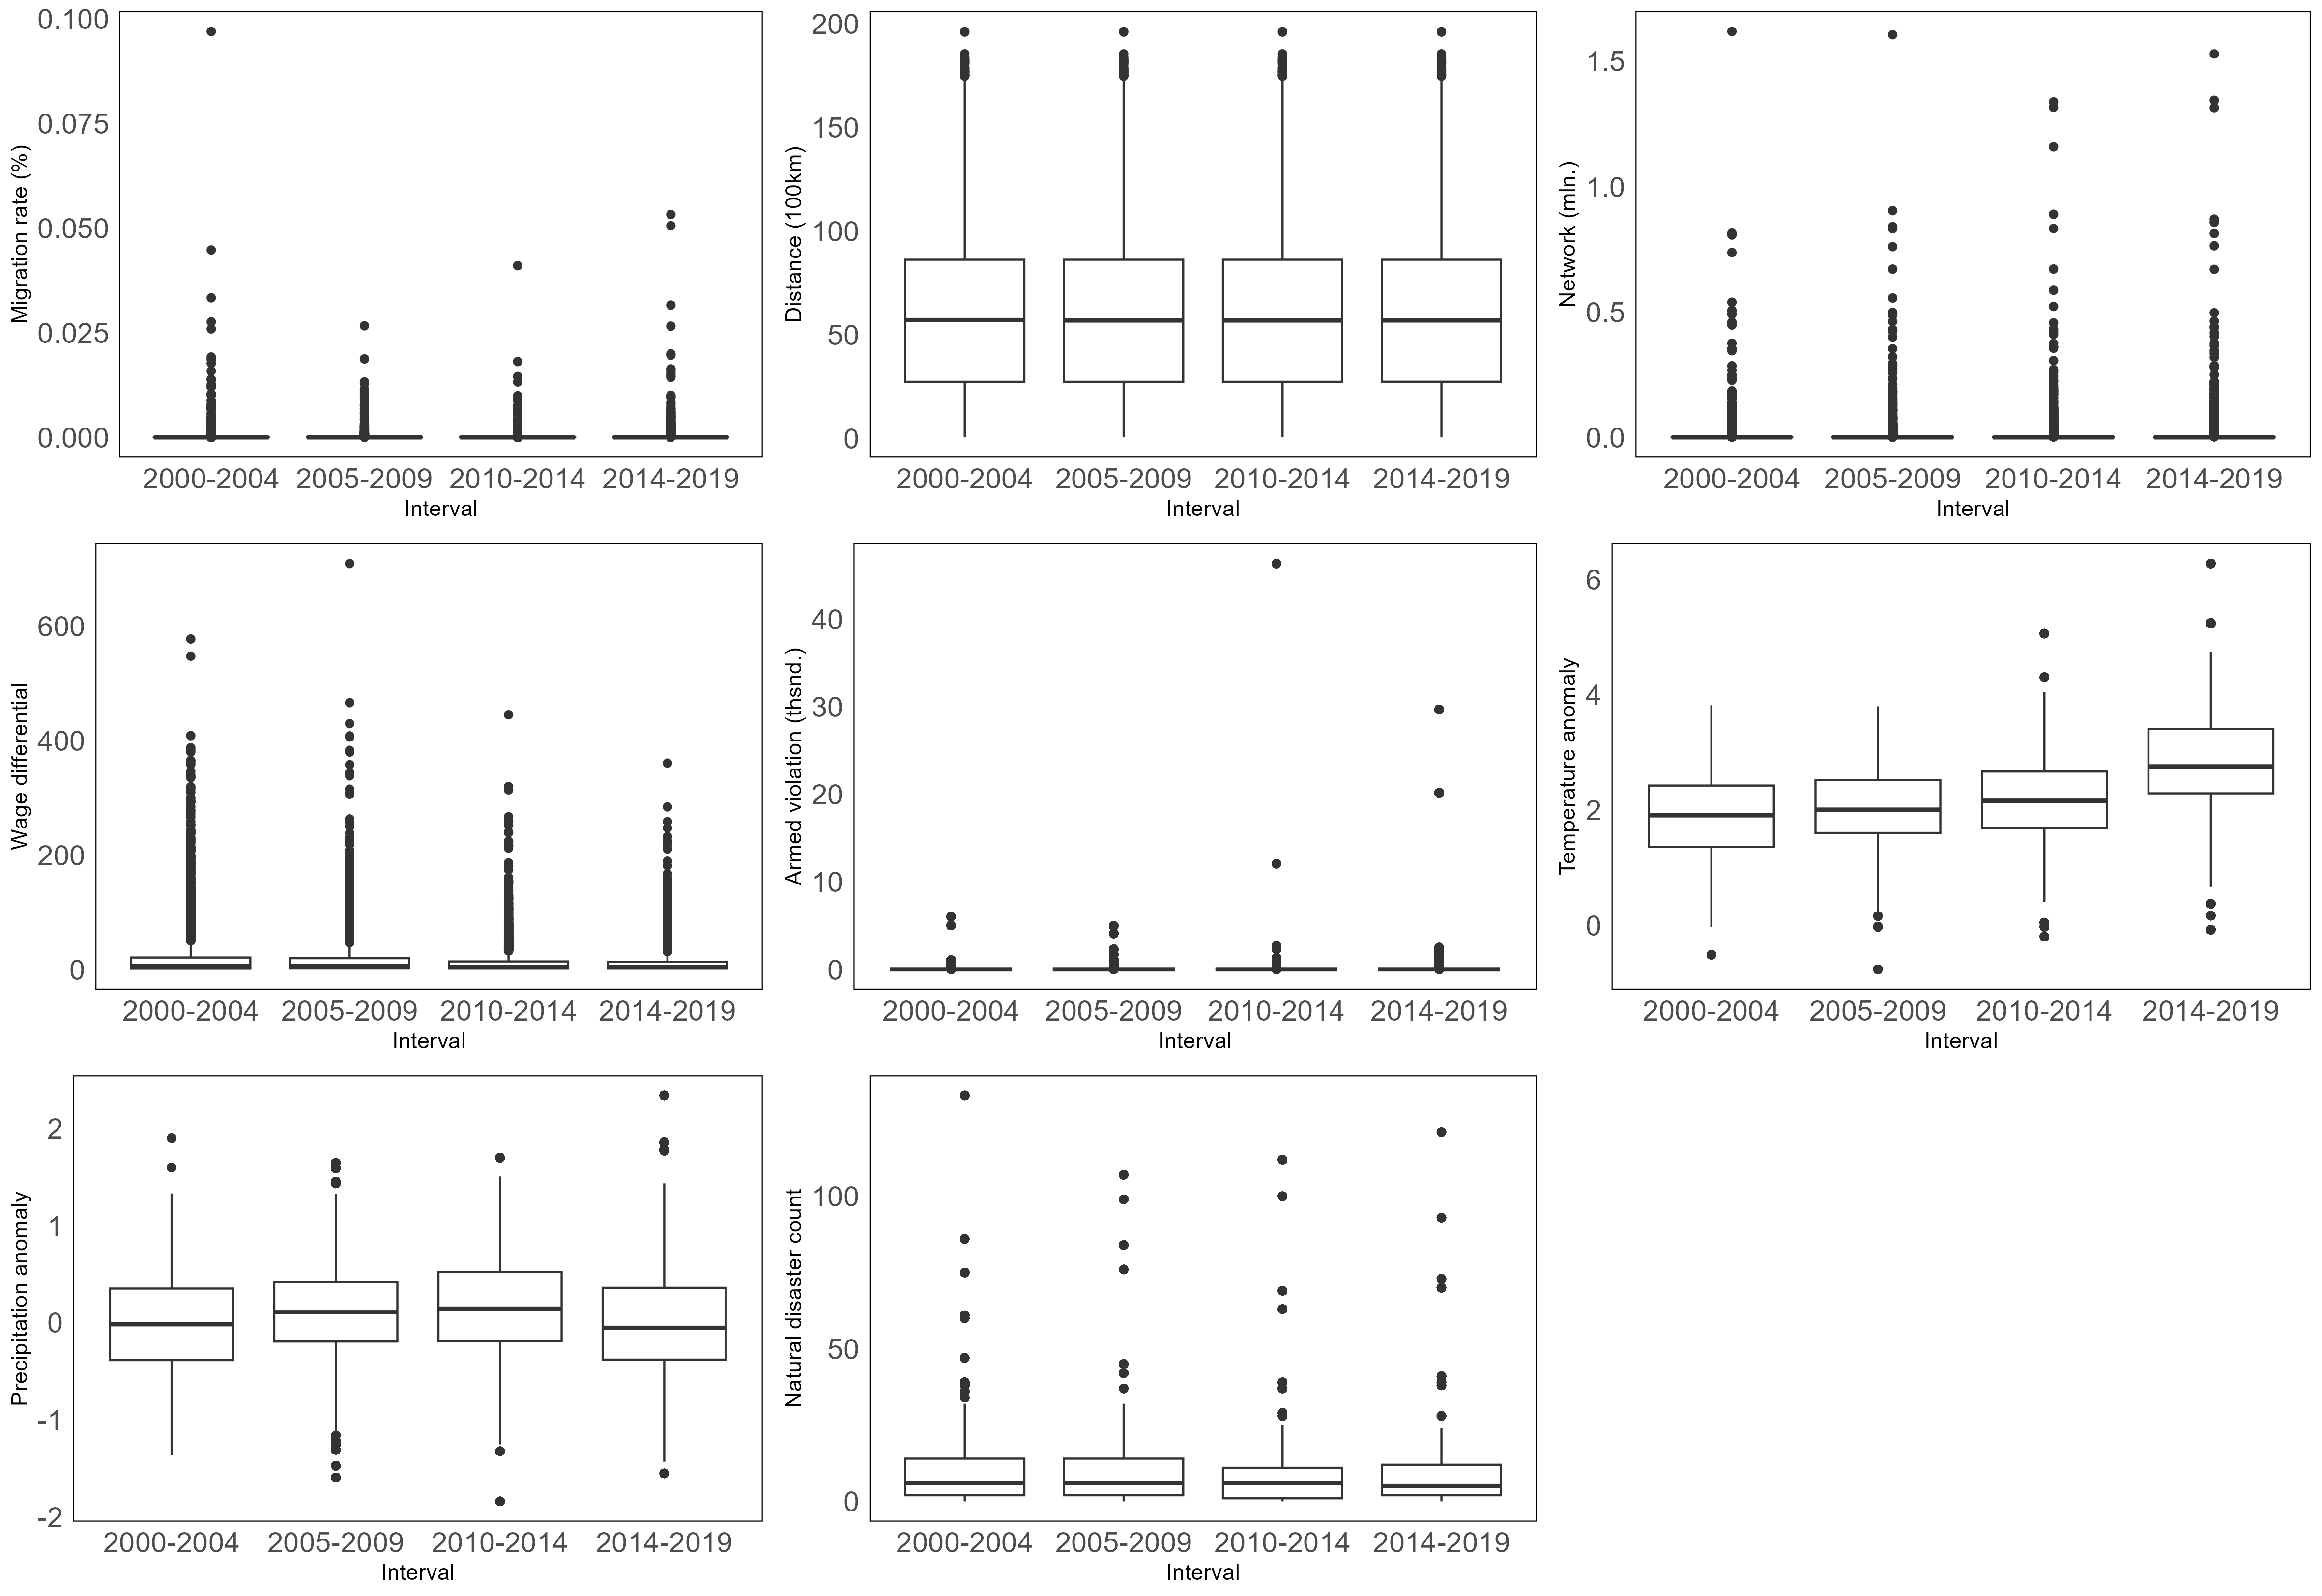 Migration rate (%)
0.100
0.075
0.050
0.025
0.000
2000-2004 2005-2009 2010-2014 2014-2019
Interval
Distance (100km)
200
150
100
50
0
2000-2004 2005-2009 2010-2014 2014-2019
Interval
Network (mln.)
1.5
1.0
0.5
0.0
2000-2004 2005-2009 2010-2014 2014-2019
Interval
Wage differential
600
400
200
0
2000-2004 2005-2009 2010-2014 2014-2019
Interval
Armed violation (thsnd.)
40
30
20
10
0
2000-2004 2005-2009 2010-2014 2014-2019
Interval
Temperature anomaly
6
4
2
0
2000-2004 2005-2009 2010-2014 2014-2019
Interval
Precipitation anomaly
2
1
0
-1
-2
2000-2004 2005-2009 2010-2014 2014-2019
Interval
Natural disaster count
100
50
0
2000-2004 2005-2009 2010-2014 2014-2019
Interval